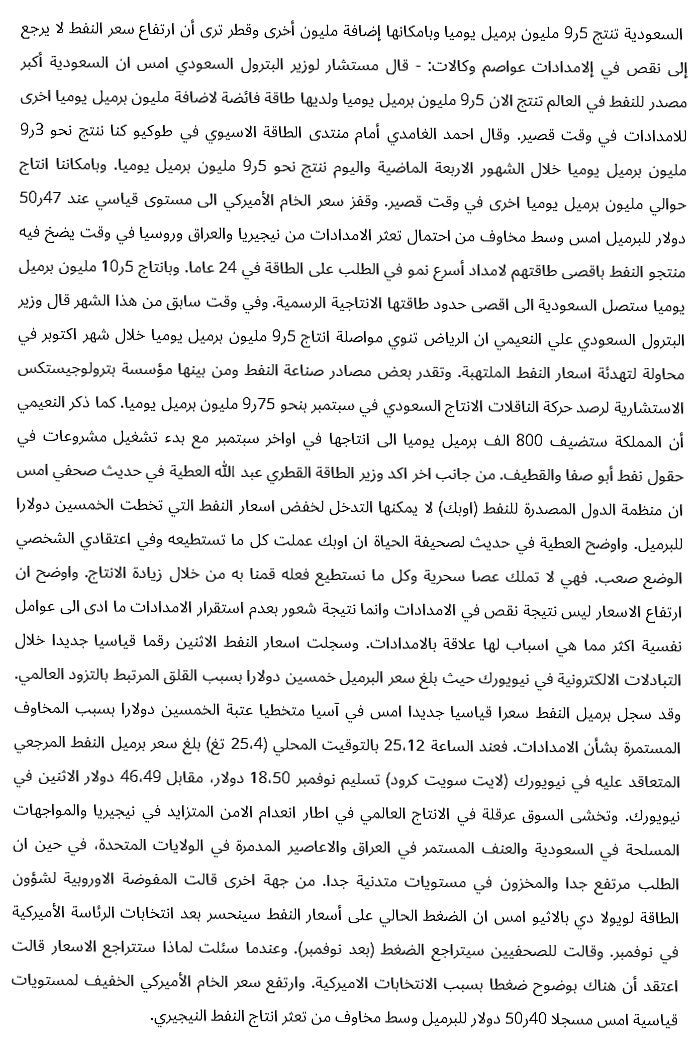 السعودية تنتج 5ر9 مليون برميل يوميا وبامكانها إضافة مليون أخرى وقطر ترى أن ارتفاع سعر النفط لا يرجع
إلى نقص في إلامدادات عواصم وكالات: - قال مستشار لوزير البترول السعودي امس ان السعودية أكبر
مصدر للنفط في العالم تنتج الان 5ر9 مليون برميل يوميا ولديها طاقة فائضة لاضافة مليون برميل يوميا اخرى
للامدادات في وقت قصير. وقال احمد الغامدي أمام منتدى الطاقة الاسيوي في طوكيو كنا ننتج نحو 3ر9
مليون برميل يوميا خلال الشهور الاربعة الماضية واليوم ننتج نحو 5ر9 مليون برميل يوميا. وبامكاننا انتاج
حوالي مليون برميل يوميا اخرى في وقت قصير. وقفز سعر الخام الأميركي الى مستوى قياسي عند 47ر50
دولار للبرميل امس وسط مخاوف من احتمال تعثر الامدادات من نيجيريا والعراق وروسيا في وقت يضخ فيه
منتجو النفط باقصى طاقتهم لامداد أسرع نمو في الطلب على الطاقة في 24 عاما. وبانتاج 5ر10 مليون برميل
يوميا ستصل السعودية الى اقصى حدود طاقتها الانتاجية الرسمية. وفي وقت سابق من هذا الشهر قال وزير
البترول السعودي علي النعيمي ان الرياض تنوي مواصلة انتاج 5ر9 مليون برميل يوميا خلال شهر اكتوبر في
محاولة لتهدئة اسعار النفط الملتهبة. وتقدر بعض مصادر صناعة النفط ومن بينها مؤسسة بترولوجيستكس
الاستشارية لرصد حركة الناقلات الانتاج السعودي في سبتمبر بنحو 75ر9 مليون برميل يوميا. كما ذكر النعيمي
أن المملكة ستضيف 800 الف برميل يوميا الى انتاجها في اواخر سبتمبر مع بدء تشغيل مشروعات في
حقول نفط أبو صفا والقطيف. من جانب اخر اكد وزير الطاقة القطري عبد الله العطية في حديث صحفي امس
ان منظمة الدول المصدرة للنفط (اوبك) لا يمكنها التدخل لخفض اسعار النفط التي تخطت الخمسين دولارا
للبرميل. واوضح العطية في حديث لصحيفة الحياة ان اوبك عملت كل ما تستطيعه وفي اعتقادي الشخصي
الوضع صعب. فهي لا تملك عصا سحرية وكل ما نستطيع فعله قمنا به من خلال زيادة الانتاج. واوضح ان
ارتفاع الاسعار ليس نتيجة نقص في الامدادات وانما نتيجة شعور بعدم استقرار الامدادات ما ادى الى عوامل
نفسية اكثر مما هي اسباب لها علاقة بالامدادات. وسجلت اسعار النفط الاثنين رقما قياسيا جديدا خلال
التبادلات الالكترونية في نيويورك حيث بلغ سعر البرميل خمسين دولارا بسبب القلق المرتبط بالتزود العالمي.
وقد سجل برميل النفط سعرا قياسيا جديدا امس في آسيا متخطيا عتبة الخمسين دولارا بسبب المخاوف
المستمرة بشأن الامدادات. فعند الساعة 25،12 بالتوقيت المحلي (25،4 تغ) بلغ سعر برميل النفط المرجعي
المتعاقد عليه في نيويورك (لايت سويت كرود) تسليم نوفمبر 18،50 دولار، مقابل 46،49 دولار الاثنين في
نيويورك. وتخشى السوق عرقلة في الانتاج العالمي في اطار انعدام الامن المتزايد في نيجيريا والمواجهات
المسلحة في السعودية والعنف المستمر في العراق والاعاصير المدمرة في الولايات المتحدة، في حين ان
الطلب مرتفع جدا والمخزون في مستويات متدنية جدا. من جهة اخرى قالت المفوضة الاوروبية لشؤون
الطاقة لويولا دي بالاثيو امس ان الضغط الحالي على أسعار النفط سينحسر بعد انتخابات الرئاسة الأميركية
في نوفمبر. وقالت للصحفيين سيتراجع الضغط (بعد نوفمبر). وعندما سئلت لماذا ستتراجع الاسعار قالت
اعتقد أن هناك بوضوح ضغطا بسبب الانتخابات الاميركية. وارتفع سعر الخام الأميركي الخفيف لمستويات
قياسية امس مسجلا 40ر50 دولار للبرميل وسط مخاوف من تعثر انتاج النفط النيجيري.